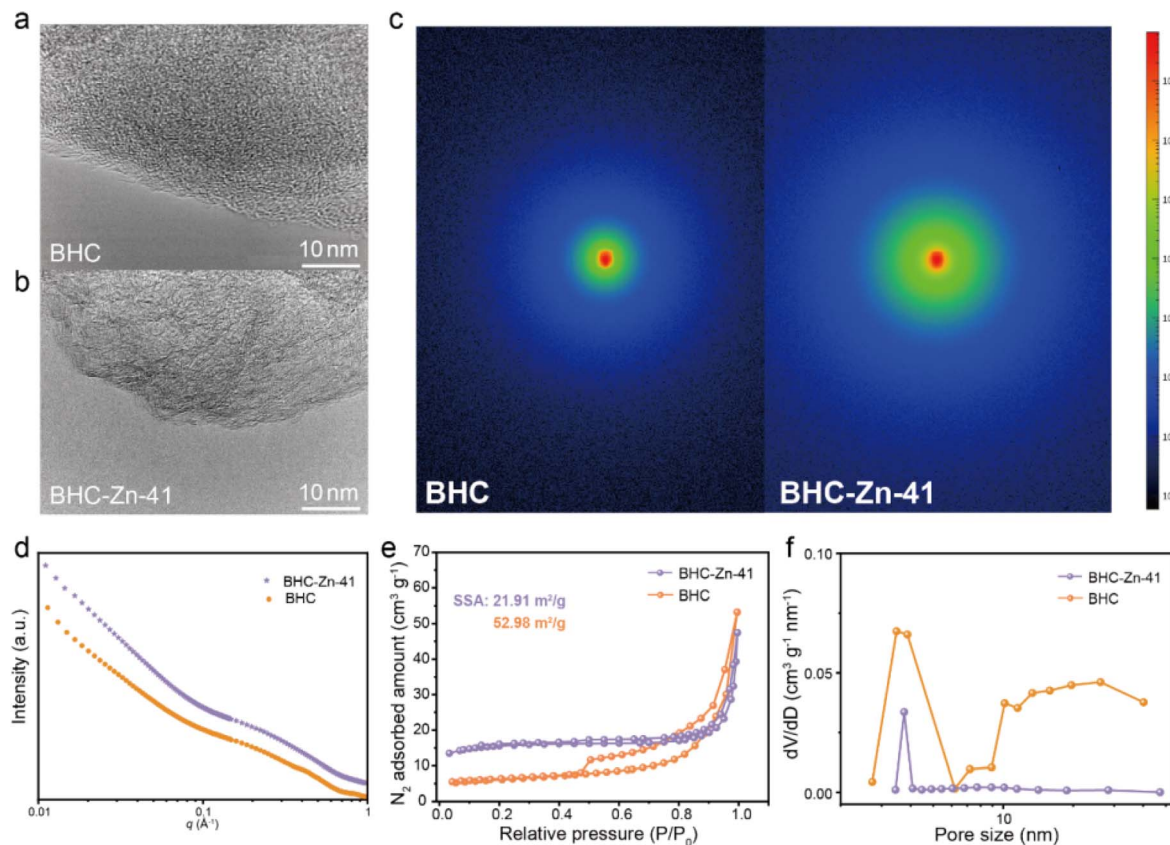 a
BHC
10 nm
b
BHC-Zn-41
10 nm
c
BHC
BHC-Zn-41
d
Intensity (a.u.)
BHC-Zn-41
BHC
0.01
0.1
1
q (Å⁻¹)
e
N₂ adsorbed amount (cm³ g⁻¹)
70
60
50
40
30
20
10
0
SSA: 21.91 m²/g
52.98 m²/g
BHC-Zn-41
BHC
0.0 0.2 0.4 0.6 0.8 1.0
Relative pressure (P/P₀)
f
dV/dD (cm³ g⁻¹ nm⁻¹)
0.10
0.05
0.00
BHC-Zn-41
BHC
10
Pore size (nm)